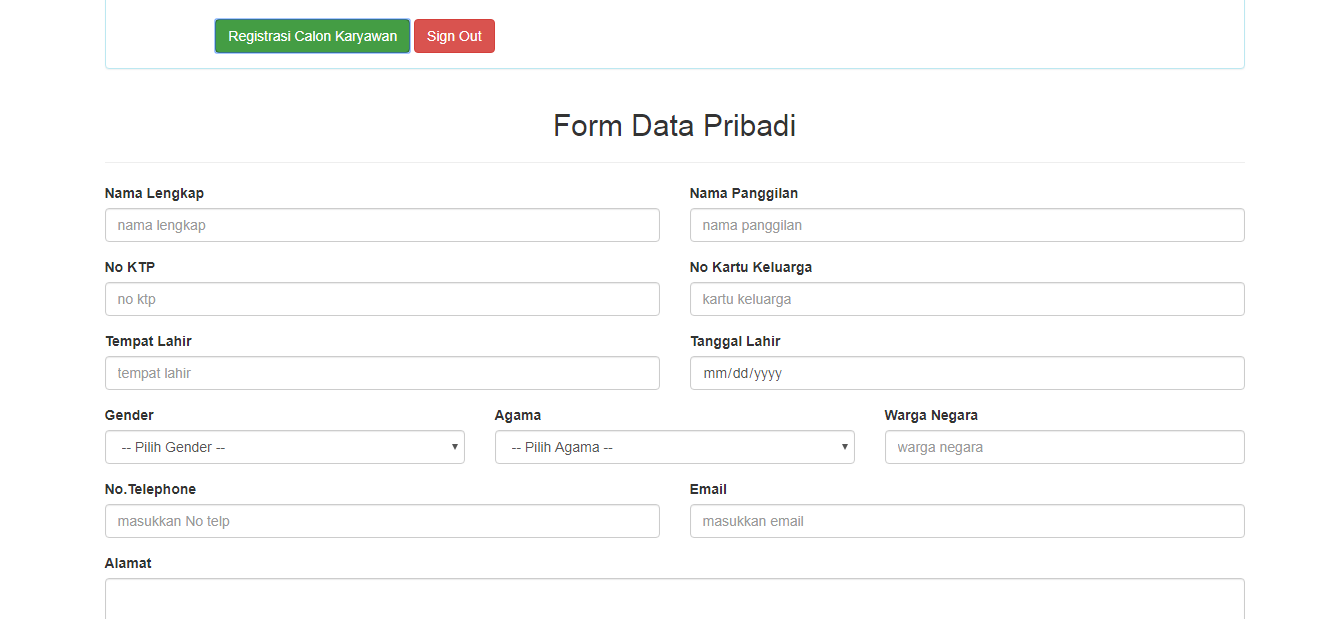 Registrasi Calon Karyawan Sign Out
Form Data Pribadi
Nama Lengkap Nama Panggilan
nama lengkap nama panggilan
No KTP No Kartu Keluarga
no ktp kartu keluarga
Tempat Lahir Tanggal Lahir
tempat lahir mm/dd/yyyy
Gender Agama Warga Negara
-- Pilih Gender -- -- Pilih Agama -- warga negara
No.Telephone Email
masukkan No telp masukkan email
Alamat